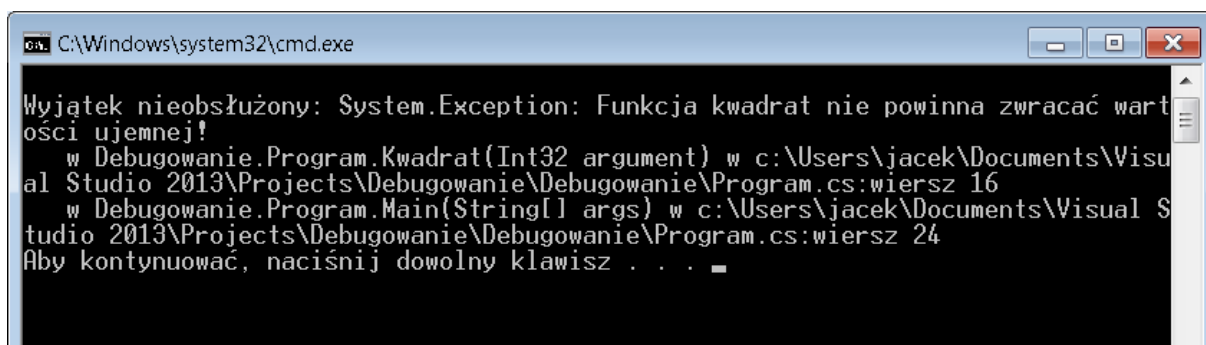 C:\Windows\system32\cmd.exe
Wyjątek nieobsłużony: System.Exception: Funkcja kwadrat nie powinna zwracać wart
ości ujemnej!
   w Debugowanie.Program.Kwadrat(Int32 argument) w c:\Users\jacek\Documents\Visu
al Studio 2013\Projects\Debugowanie\Debugowanie\Program.cs:wiersz 16
   w Debugowanie.Program.Main(String[] args) w c:\Users\jacek\Documents\Visual S
tudio 2013\Projects\Debugowanie\Debugowanie\Program.cs:wiersz 24
Aby kontynuować, naciśnij dowolny klawisz . . .